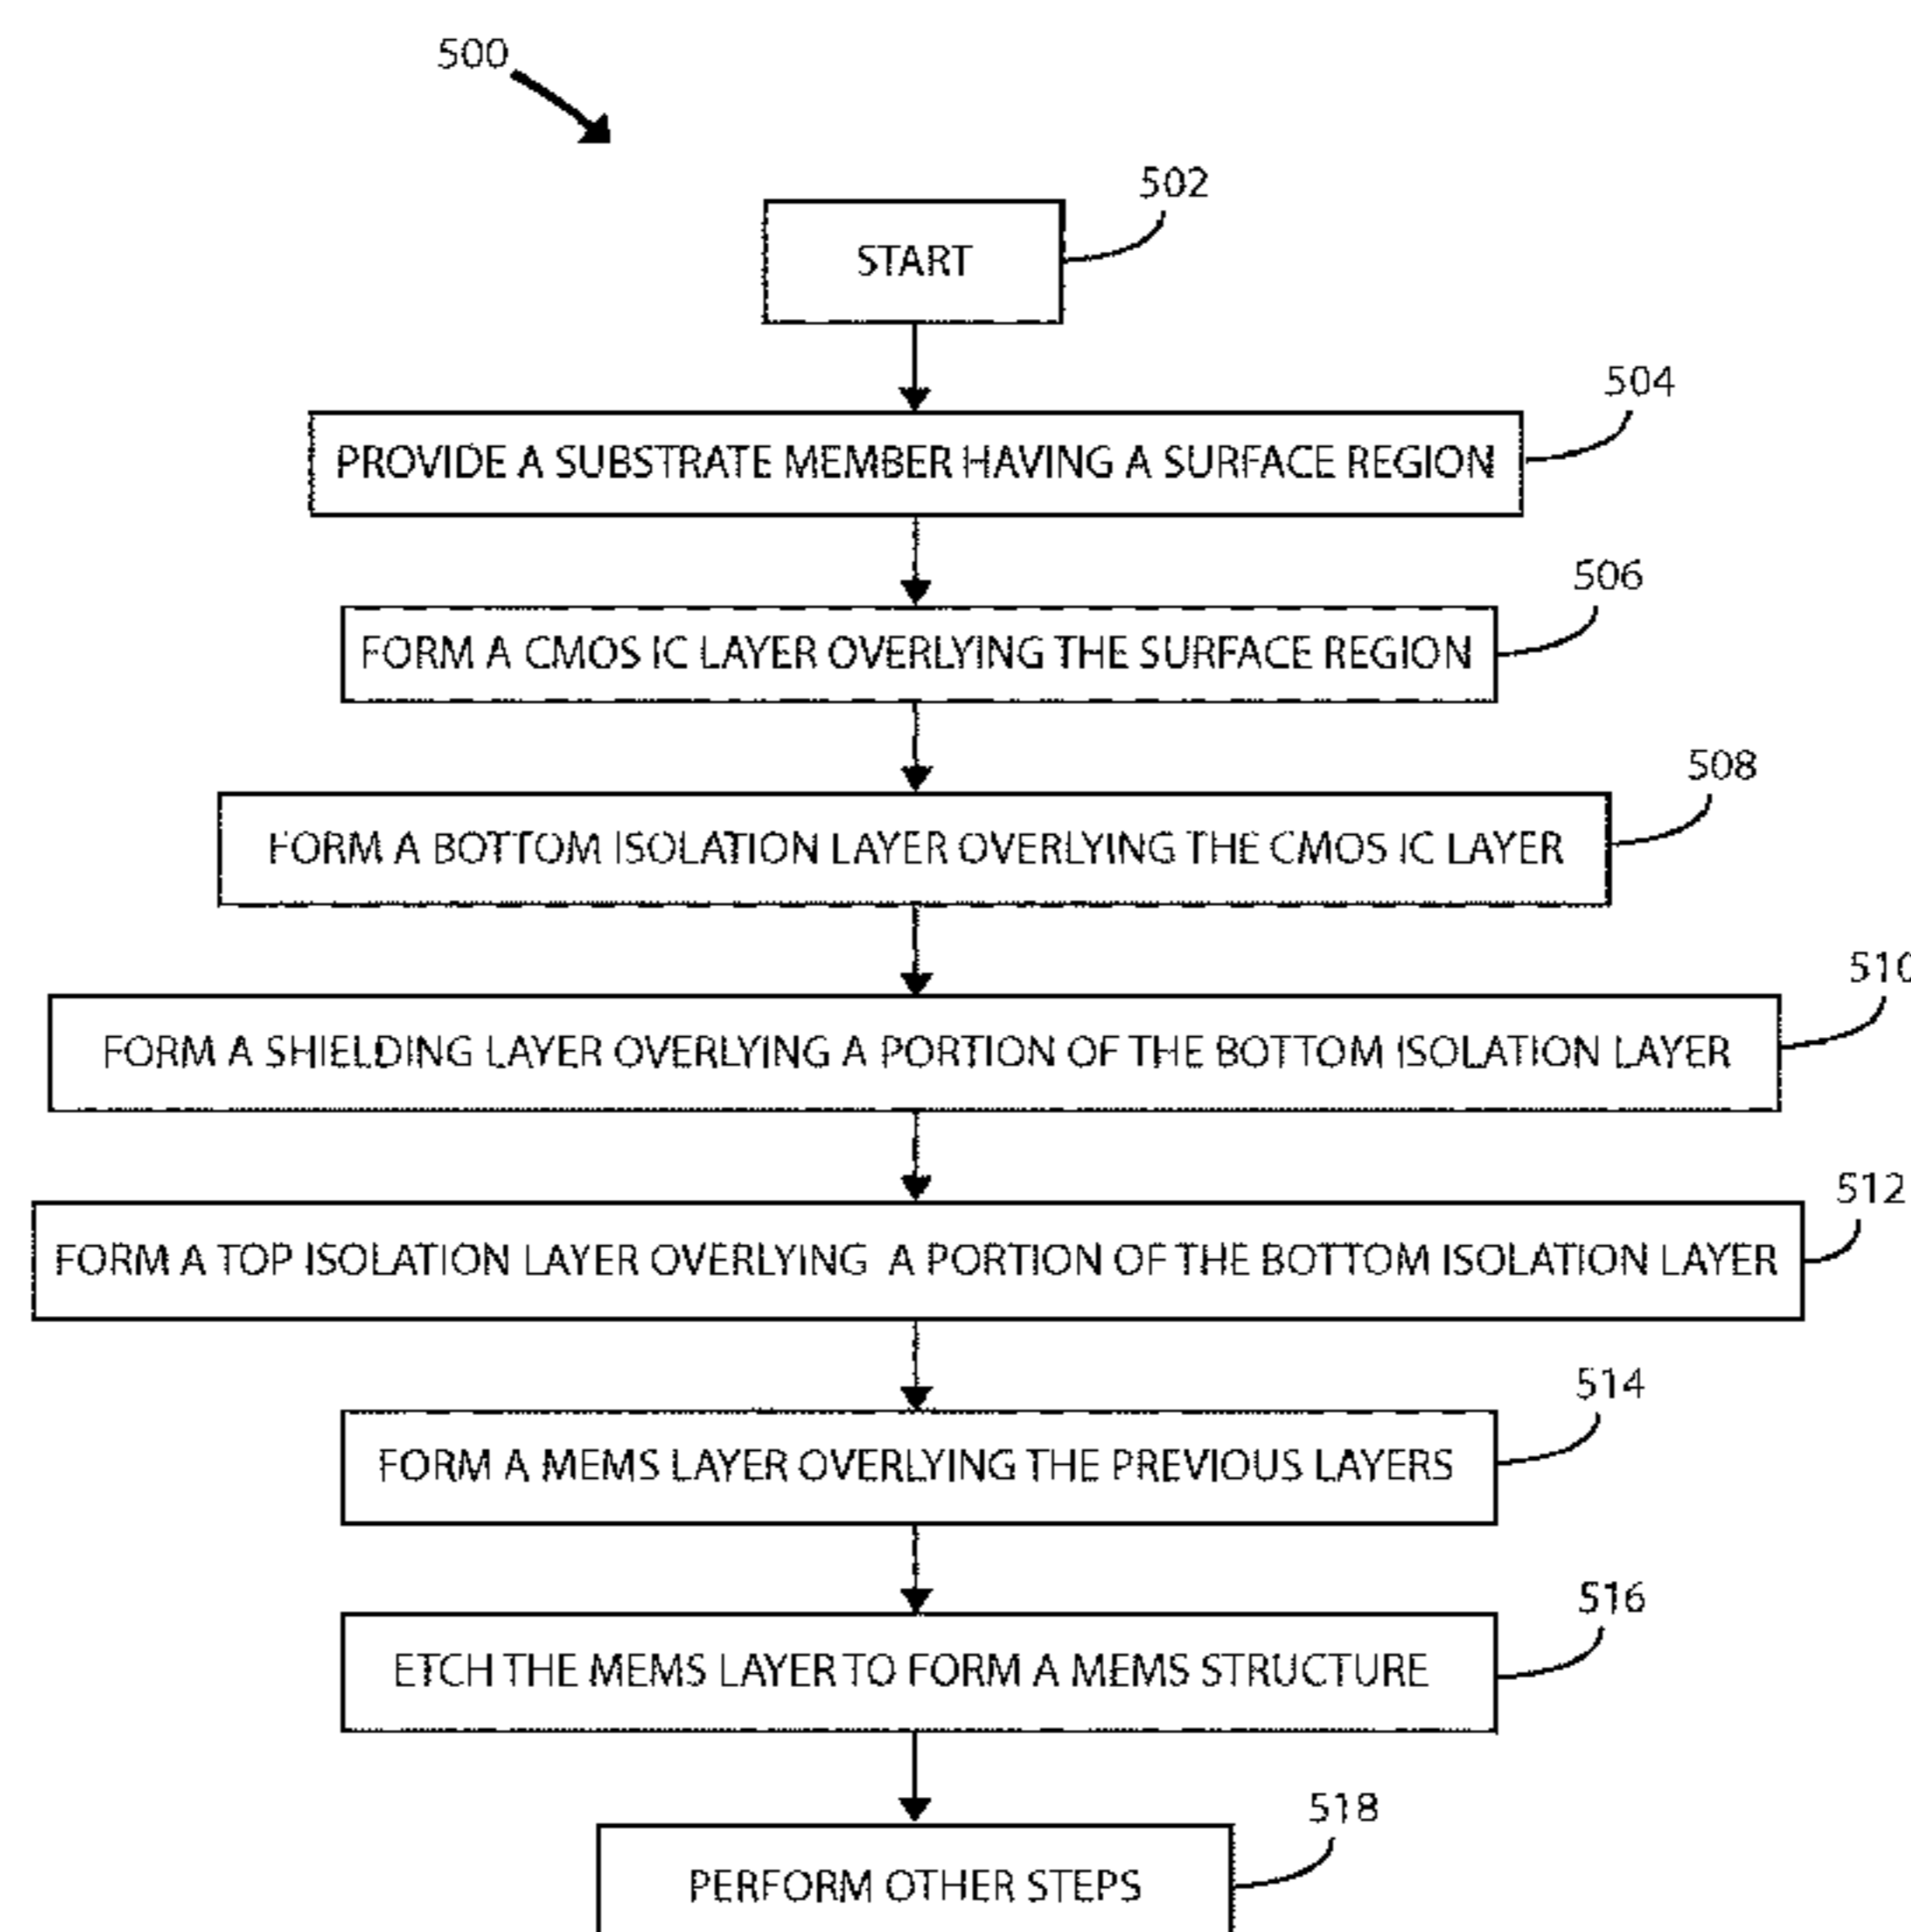 500
502
START
504
PROVIDE A SUBSTRATE MEMBER HAVING A SURFACE REGION
506
FORM A CMOS IC LAYER OVERLYING THE SURFACE REGION
508
FORM A BOTTOM ISOLATION LAYER OVERLYING THE CMOS IC LAYER
510
FORM A SHIELDING LAYER OVERLYING A PORTION OF THE BOTTOM ISOLATION LAYER
512
FORM A TOP ISOLATION LAYER OVERLYING A PORTION OF THE BOTTOM ISOLATION LAYER
514
FORM A MEMS LAYER OVERLYING THE PREVIOUS LAYERS
516
ETCH THE MEMS LAYER TO FORM A MEMS STRUCTURE
518
PERFORM OTHER STEPS